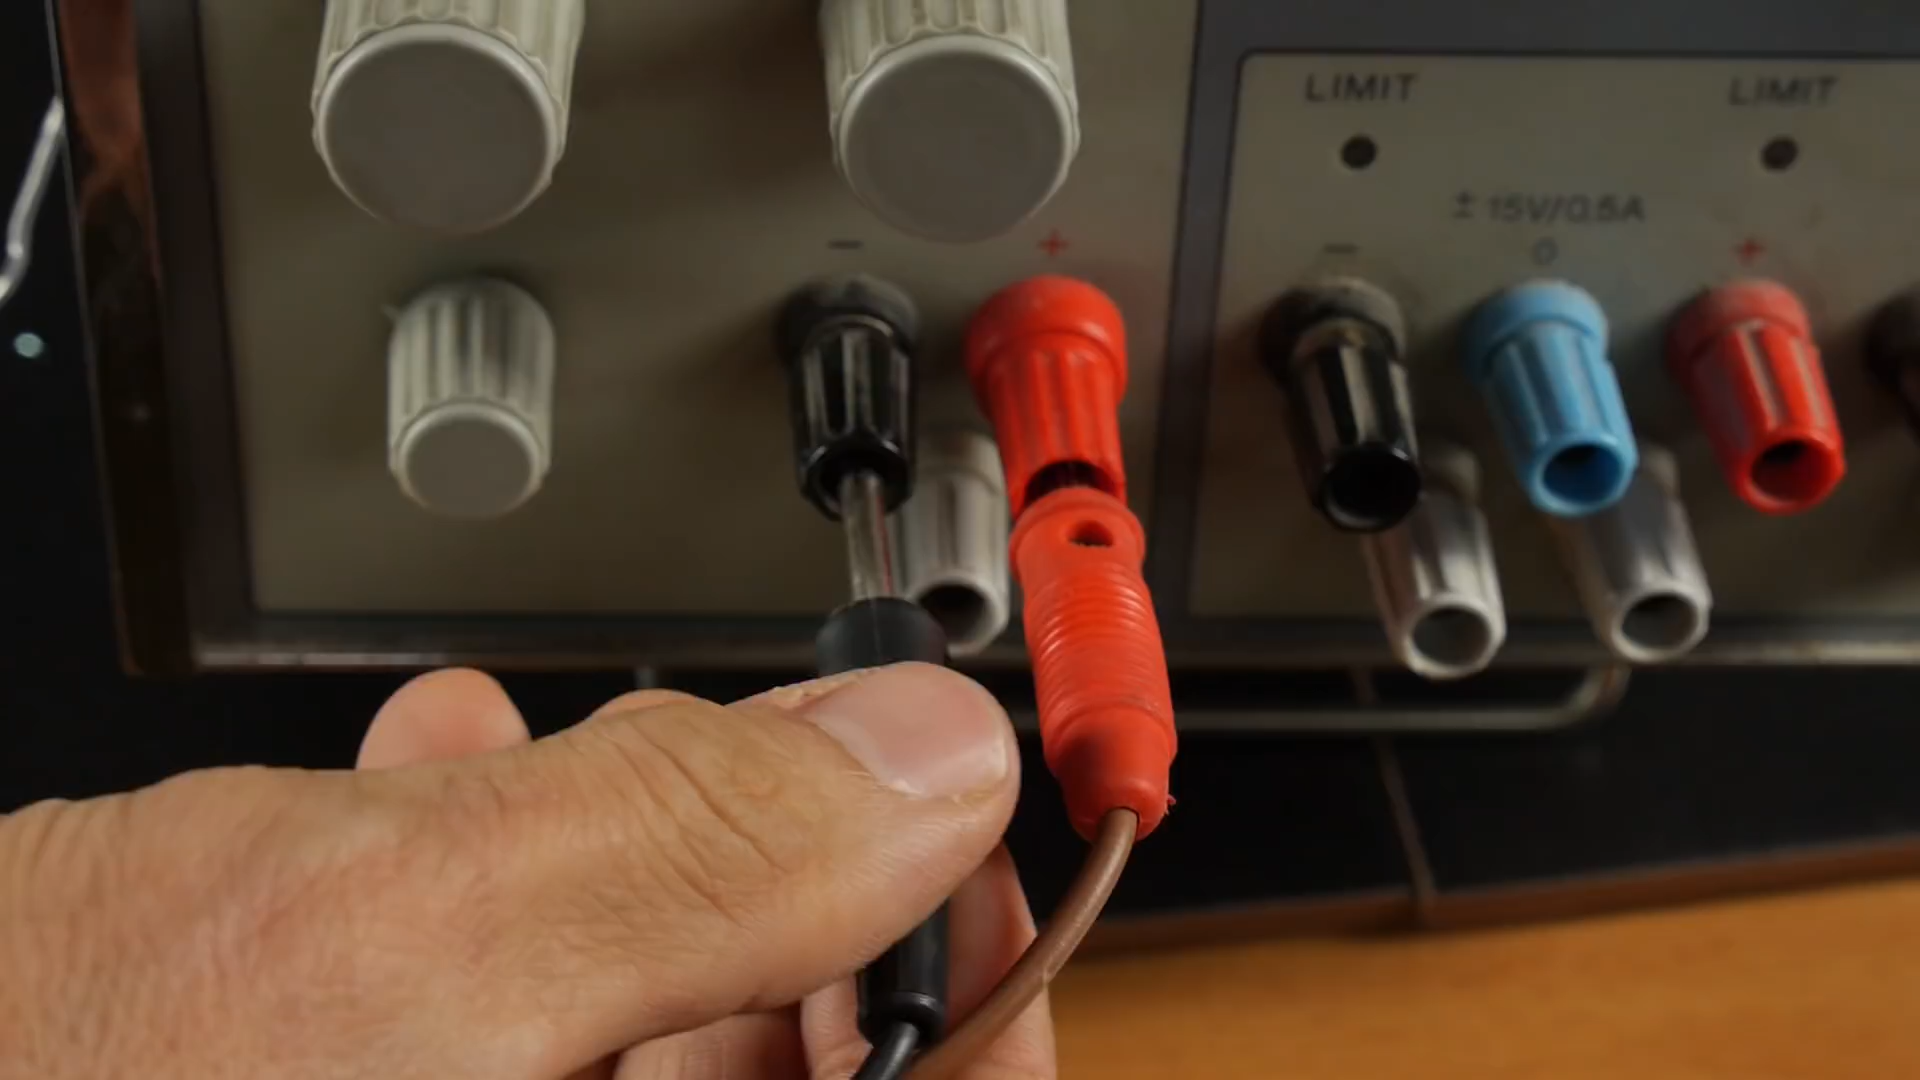 LIMIT LIMIT
± 15V/0.5A
− + − 0 +